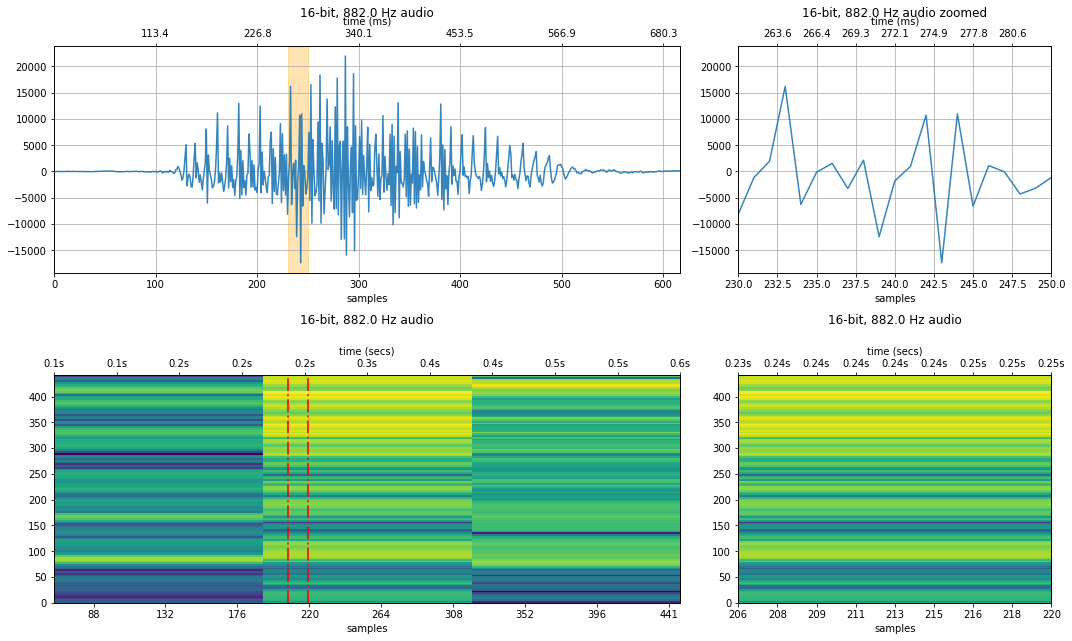 16-bit, 882.0 Hz audio
time (ms)
113.4 226.8 340.1 453.5 566.9 680.3
20000
15000
10000
5000
0
−5000
−10000
−15000
0 100 200 300 400 500 600
samples
16-bit, 882.0 Hz audio zoomed
time (ms)
263.6 266.4 269.3 272.1 274.9 277.8 280.6
20000
15000
10000
5000
0
−5000
−10000
−15000
230.0 232.5 235.0 237.5 240.0 242.5 245.0 247.5 250.0
samples
16-bit, 882.0 Hz audio
time (secs)
0.1s 0.1s 0.2s 0.2s 0.2s 0.3s 0.4s 0.4s 0.5s 0.5s 0.6s
400
350
300
250
200
150
100
50
0
88 132 176 220 264 308 352 396 441
samples
16-bit, 882.0 Hz audio
time (secs)
0.23s 0.24s 0.24s 0.24s 0.24s 0.24s 0.25s 0.25s 0.25s
400
350
300
250
200
150
100
50
0
206 208 209 211 213 215 216 218 220
samples